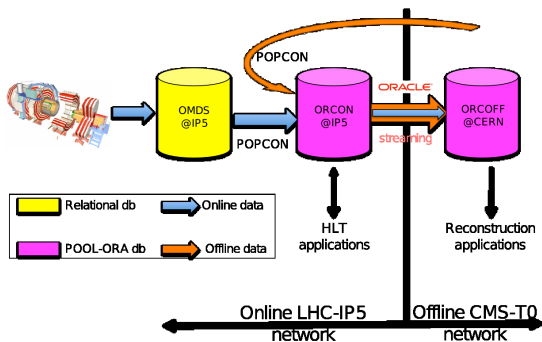 POPCON
ORACLE
OMDS
@IP5
ORCON
@IP5
ORCOFF
@CERN
POPCON
streaming
Relational db
Online data
POOL-ORA db
Offline data
HLT
applications
Reconstruction
applications
Online LHC-IP5
network
Offline CMS-T0
network